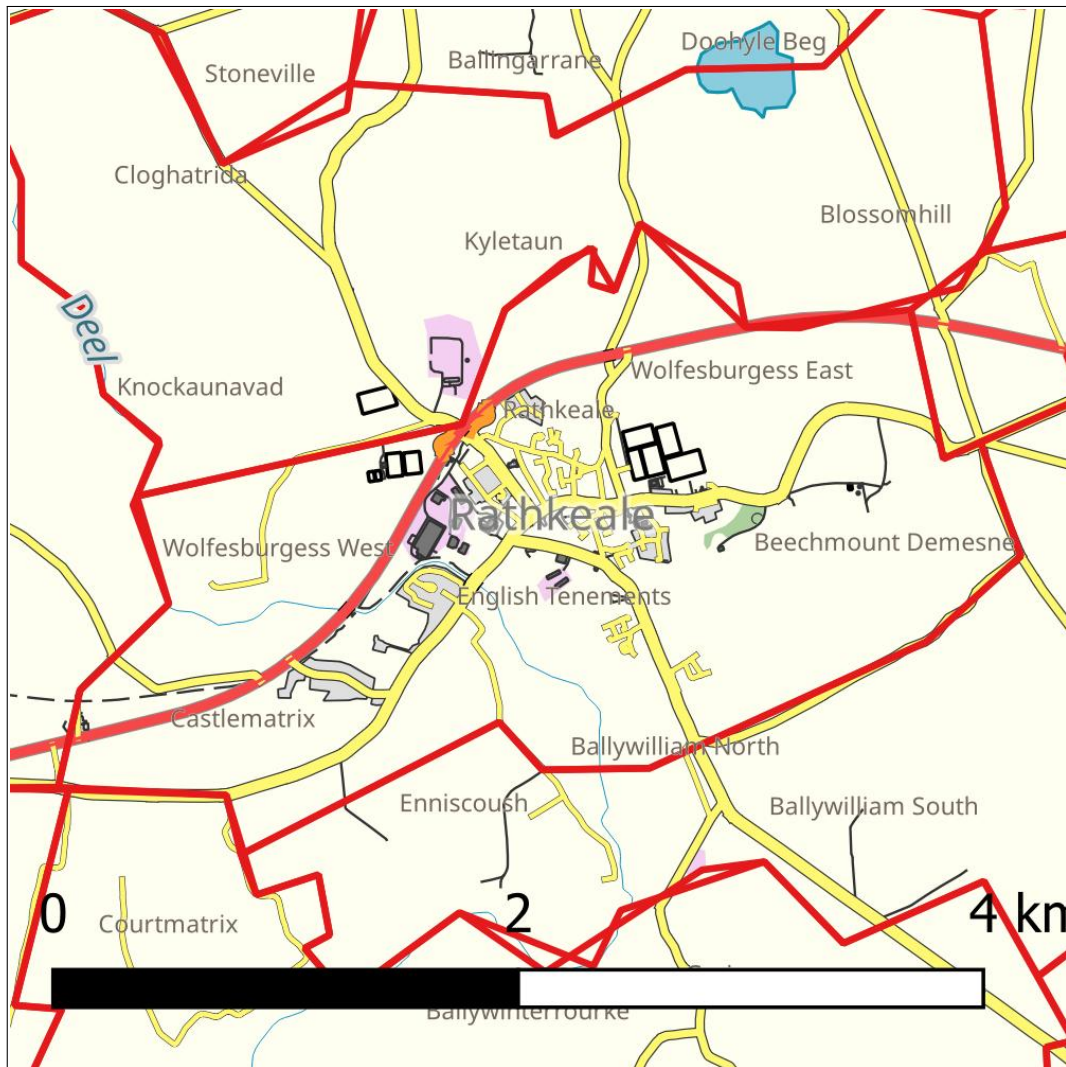 Doohyle Beg
Ballingarrane
Stoneville
Cloghatrida
Blossomhill
Kyletaun
Deel
Wolfesburgess East
Knockaunavad
Rathkeale
Rathkeale
Beechmount Demesne
Wolfesburgess West
English Tenements
Castlematrix
Ballywilliam North
Enniscoush
Ballywilliam South
0 2 4 km
Courtmatrix
Ballywinterrourke